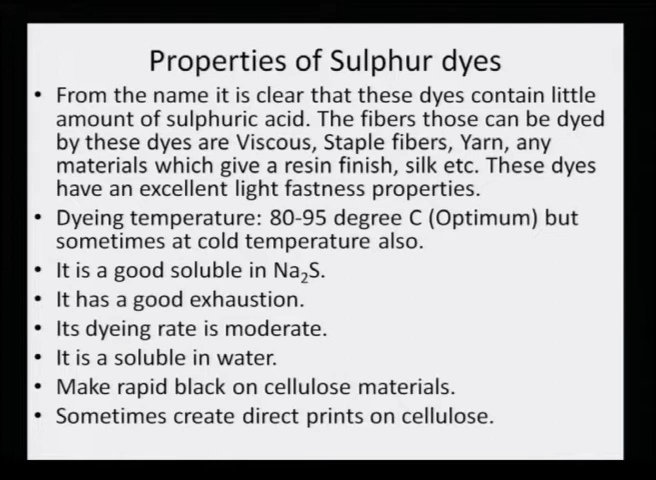 Properties of Sulphur dyes
• From the name it is clear that these dyes contain little
amount of sulphuric acid. The fibers those can be dyed
by these dyes are Viscous, Staple fibers, Yarn, any
materials which give a resin finish, silk etc. These dyes
have an excellent light fastness properties.
• Dyeing temperature: 80-95 degree C (Optimum) but
sometimes at cold temperature also.
• It is a good soluble in Na₂S.
• It has a good exhaustion.
• Its dyeing rate is moderate.
• It is a soluble in water.
• Make rapid black on cellulose materials.
• Sometimes create direct prints on cellulose.